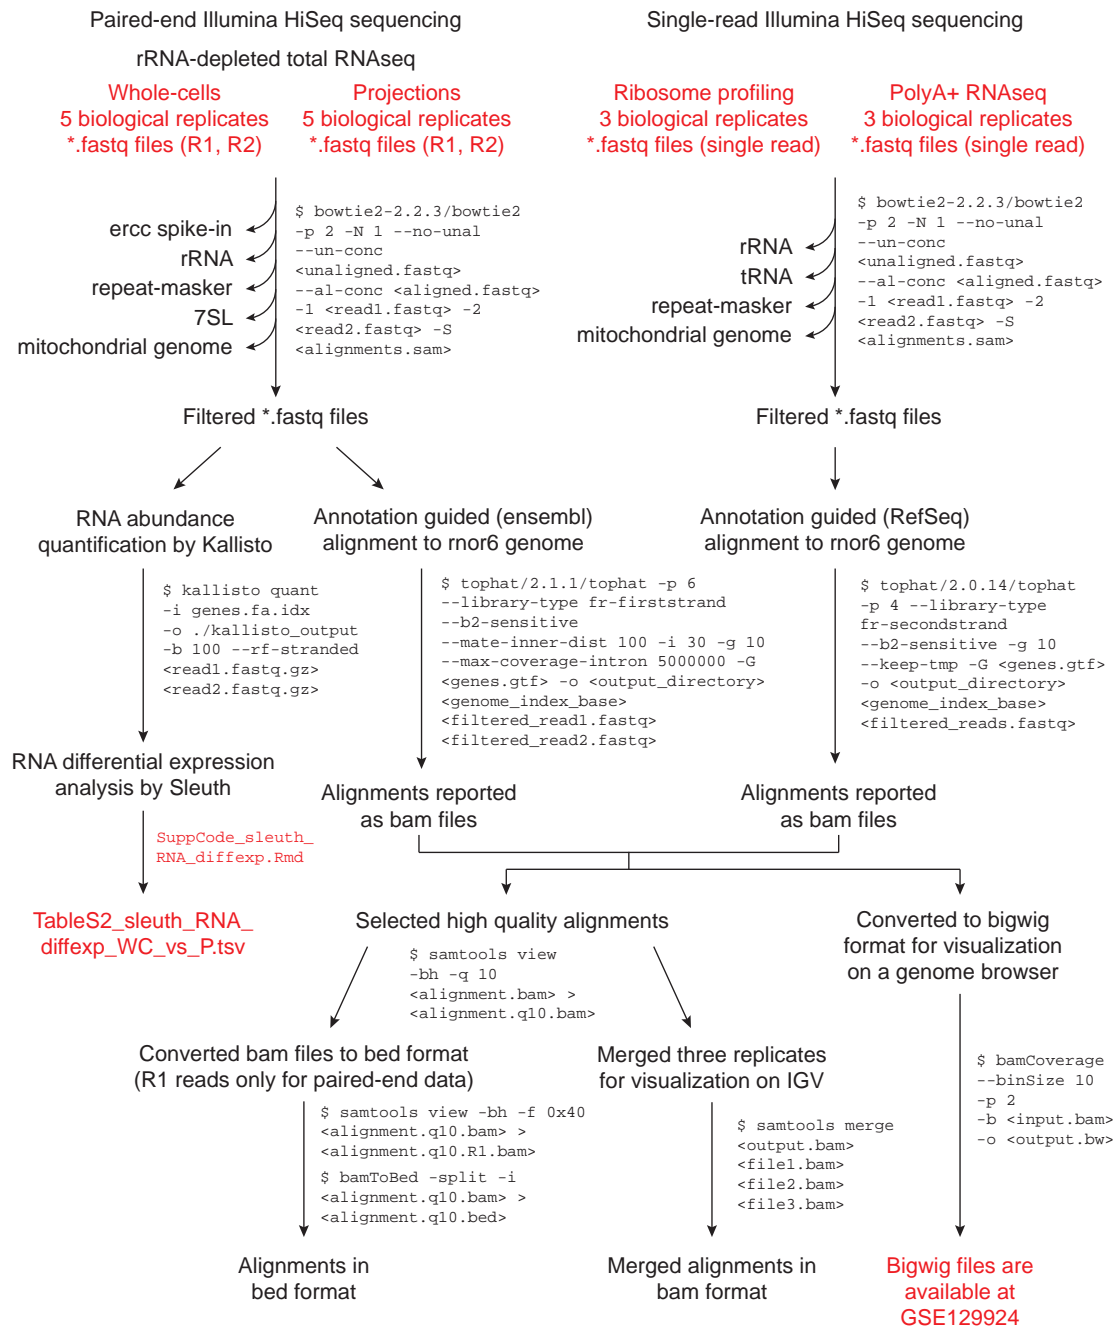 Paired-end Illumina HiSeq sequencing
rRNA-depleted total RNAseq
Whole-cells
5 biological replicates
*.fastq files (R1, R2)
Projections
5 biological replicates
*.fastq files (R1, R2)
Single-read Illumina HiSeq sequencing
Ribosome profiling
3 biological replicates
*.fastq files (single read)
PolyA+ RNAseq
3 biological replicates
*.fastq files (single read)
ercc spike-in
rRNA
repeat-masker
7SL
mitochondrial genome
$ bowtie2-2.2.3/bowtie2
-p 2 -N 1 --no-unal
--un-conc
<unaligned.fastq>
--al-conc <aligned.fastq>
-1 <read1.fastq> -2
<read2.fastq> -S
<alignments.sam>
rRNA
tRNA
repeat-masker
mitochondrial genome
$ bowtie2-2.2.3/bowtie2
-p 2 -N 1 --no-unal
--un-conc
<unaligned.fastq>
--al-conc <aligned.fastq>
-1 <read1.fastq> -2
<read2.fastq> -S
<alignments.sam>
Filtered *.fastq files
Filtered *.fastq files
RNA abundance
quantification by Kallisto
Annotation guided (ensembl)
alignment to rnor6 genome
Annotation guided (RefSeq)
alignment to rnor6 genome
$ kallisto quant
-i genes.fa.idx
-o ./kallisto_output
-b 100 --rf-stranded
<read1.fastq.gz>
<read2.fastq.gz>
$ tophat/2.1.1/tophat -p 6
--library-type fr-firststrand
--b2-sensitive
--mate-inner-dist 100 -i 30 -g 10
--max-coverage-intron 5000000 -G
<genes.gtf> -o <output_directory>
<genome_index_base>
<filtered_read1.fastq>
<filtered_read2.fastq>
$ tophat/2.0.14/tophat
-p 4 --library-type
fr-secondstrand
--b2-sensitive -g 10
--keep-tmp -G <genes.gtf>
-o <output_directory>
<genome_index_base>
<filtered_reads.fastq>
RNA differential expression
analysis by Sleuth
Alignments reported
as bam files
Alignments reported
as bam files
SuppCode_sleuth_
RNA_diffexp.Rmd
TableS2_sleuth_RNA_
diffexp_WC_vs_P.tsv
Selected high quality alignments
Converted to bigwig
format for visualization
on a genome browser
$ samtools view
-bh -q 10
<alignment.bam> >
<alignment.q10.bam>
Converted bam files to bed format
(R1 reads only for paired-end data)
Merged three replicates
for visualization on IGV
$ bamCoverage
--binSize 10
-p 2
-b <input.bam>
-o <output.bw>
$ samtools view -bh -f 0x40
<alignment.q10.bam> >
<alignment.q10.R1.bam>
$ bamToBed -split -i
<alignment.q10.bam> >
<alignment.q10.bed>
$ samtools merge
<output.bam>
<file1.bam>
<file2.bam>
<file3.bam>
Alignments in
bed format
Merged alignments in
bam format
Bigwig files are
available at
GSE129924